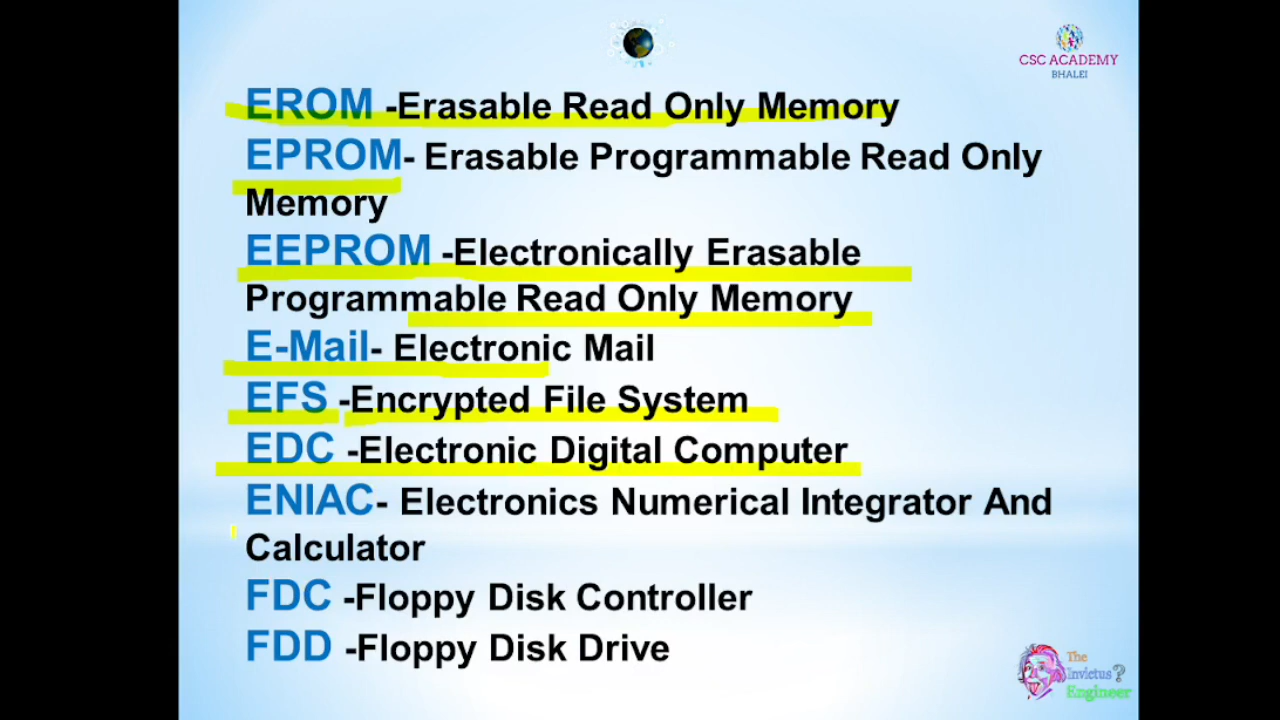 CSC ACADEMY
BHALEI
EROM -Erasable Read Only Memory
EPROM- Erasable Programmable Read Only
Memory
EEPROM -Electronically Erasable
Programmable Read Only Memory
E-Mail- Electronic Mail
EFS -Encrypted File System
EDC -Electronic Digital Computer
ENIAC- Electronics Numerical Integrator And
Calculator
FDC -Floppy Disk Controller
FDD -Floppy Disk Drive
The
Invictus?
Engineer